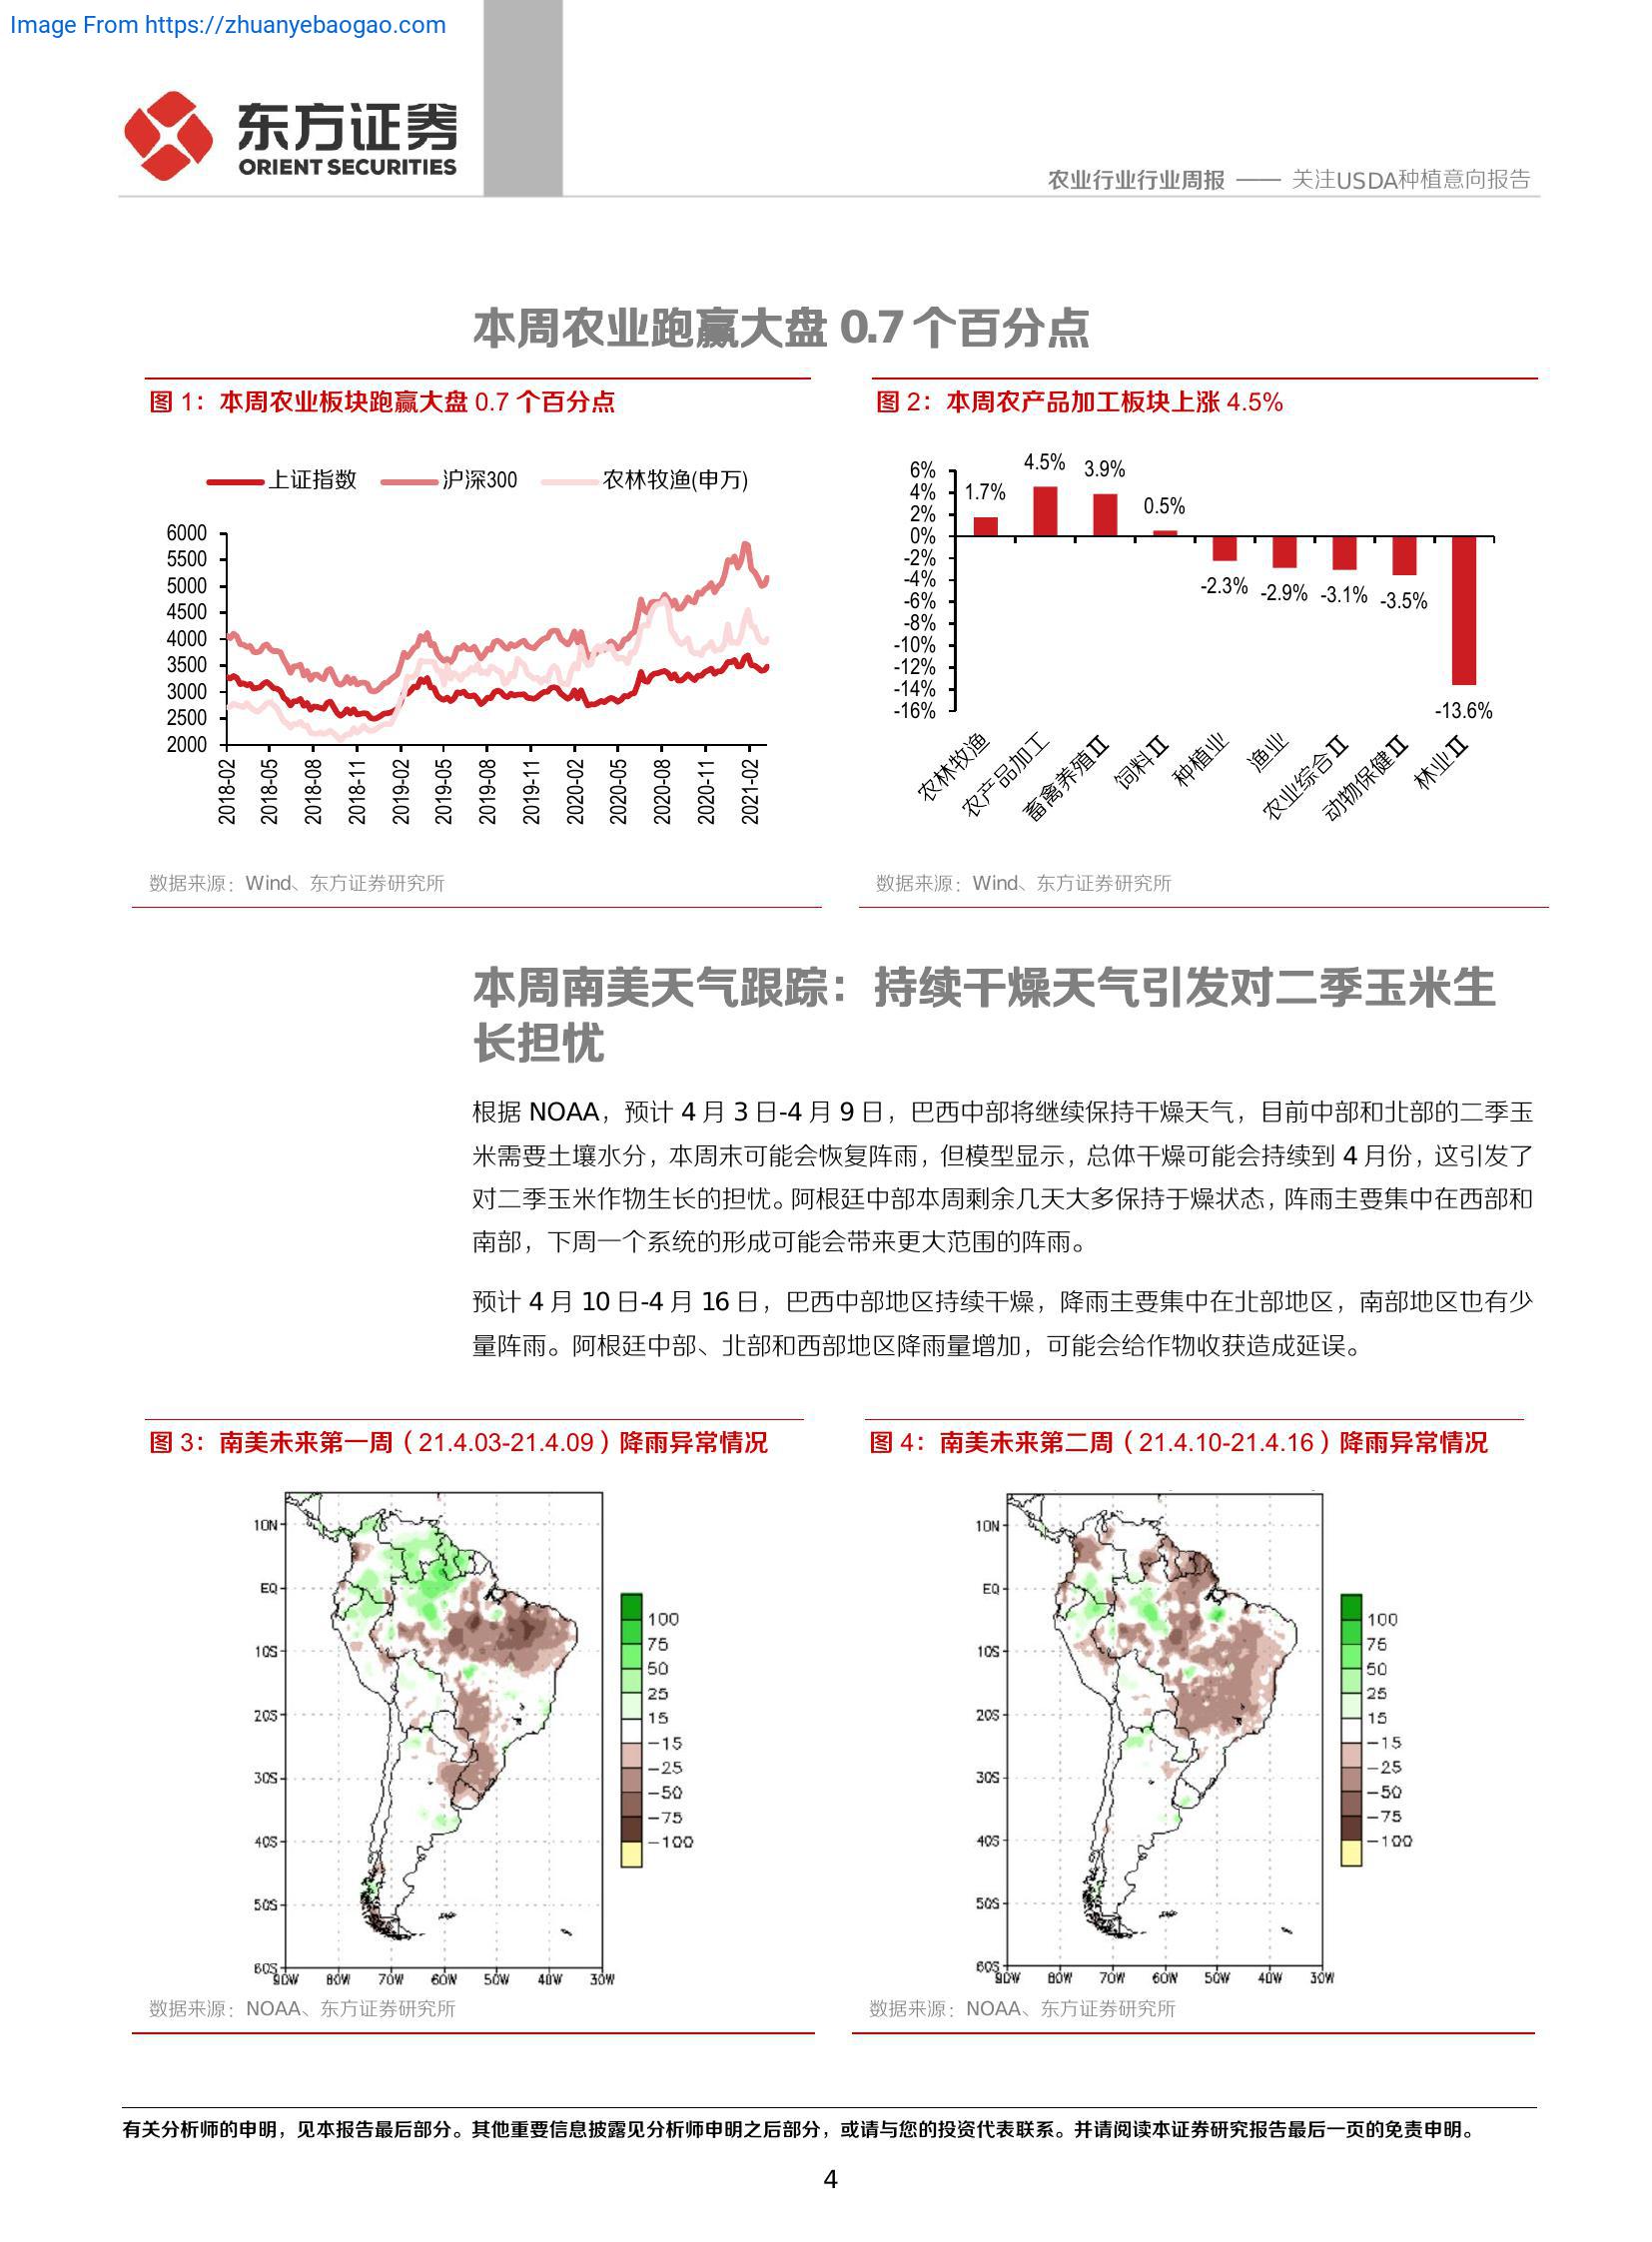 Image From https://zhuanyebaogao.com
东方证券
ORIENT SECURITIES
农业行业行业周报 —— 关注USDA种植意向报告
本周农业跑赢大盘 0.7 个百分点
图 1：本周农业板块跑赢大盘 0.7 个百分点
上证指数 沪深300 农林牧渔(申万)
6000
5500
5000
4500
4000
3500
3000
2500
2000
2018-02
2018-05
2018-08
2018-11
2019-02
2019-05
2019-08
2019-11
2020-02
2020-05
2020-08
2020-11
2021-02
数据来源：Wind、东方证券研究所
图 2：本周农产品加工板块上涨 4.5%
6%
4%
2%
0%
-2%
-4%
-6%
-8%
-10%
-12%
-14%
-16%
1.7%
4.5%
3.9%
0.5%
-2.3%
-2.9%
-3.1%
-3.5%
-13.6%
农林牧渔
农产品加工
畜禽养殖Ⅱ
饲料Ⅱ
种植业
渔业
农业综合Ⅱ
动物保健Ⅱ
林业Ⅱ
数据来源：Wind、东方证券研究所
本周南美天气跟踪：持续干燥天气引发对二季玉米生
长担忧
根据 NOAA，预计 4 月 3 日-4 月 9 日，巴西中部将继续保持干燥天气，目前中部和北部的二季玉
米需要土壤水分，本周末可能会恢复阵雨，但模型显示，总体干燥可能会持续到 4 月份，这引发了
对二季玉米作物生长的担忧。阿根廷中部本周剩余几天大多保持于燥状态，阵雨主要集中在西部和
南部，下周一个系统的形成可能会带来更大范围的阵雨。
预计 4 月 10 日-4 月 16 日，巴西中部地区持续干燥，降雨主要集中在北部地区，南部地区也有少
量阵雨。阿根廷中部、北部和西部地区降雨量增加，可能会给作物收获造成延误。
图 3：南美未来第一周（21.4.03-21.4.09）降雨异常情况
10N
EQ
10S
20S
30S
40S
50S
60S
90W 80W 70W 60W 50W 40W 30W
100
75
50
25
15
-15
-25
-50
-75
-100
数据来源：NOAA、东方证券研究所
图 4：南美未来第二周（21.4.10-21.4.16）降雨异常情况
10N
EQ
10S
20S
30S
40S
50S
60S
90W 80W 70W 60W 50W 40W 30W
100
75
50
25
15
-15
-25
-50
-75
-100
数据来源：NOAA、东方证券研究所
有关分析师的申明，见本报告最后部分。其他重要信息披露见分析师申明之后部分，或请与您的投资代表联系。并请阅读本证券研究报告最后一页的免责申明。
4